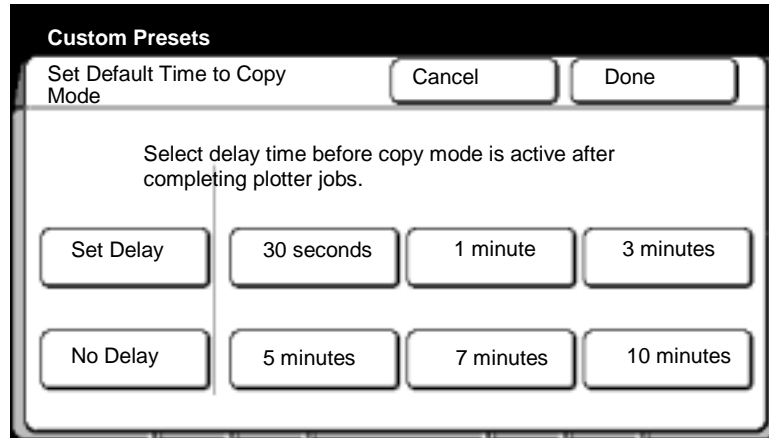 Custom Presets
Set Default Time to Copy
Mode
Cancel
Done
Select delay time before copy mode is active after
completing plotter jobs.
Set Delay
30 seconds
1 minute
3 minutes
No Delay
5 minutes
7 minutes
10 minutes